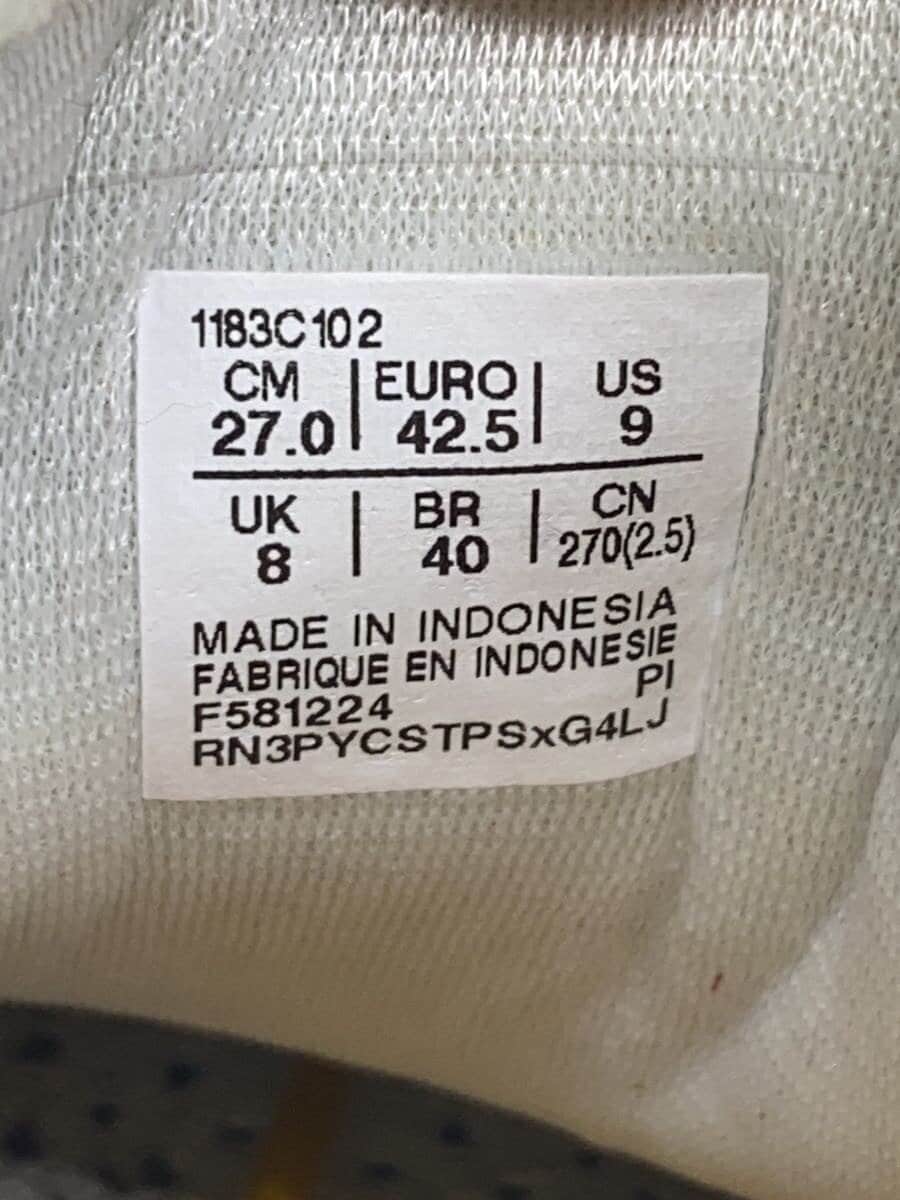 1183C102
CM | EURO | US
27.0 | 42.5 | 9
UK | BR | CN
8 | 40 | 270(2.5)
MADE IN INDONESIA
FABRIQUE EN INDONESIE
F581224 PI
RN3PYCSTPSxG4LJ